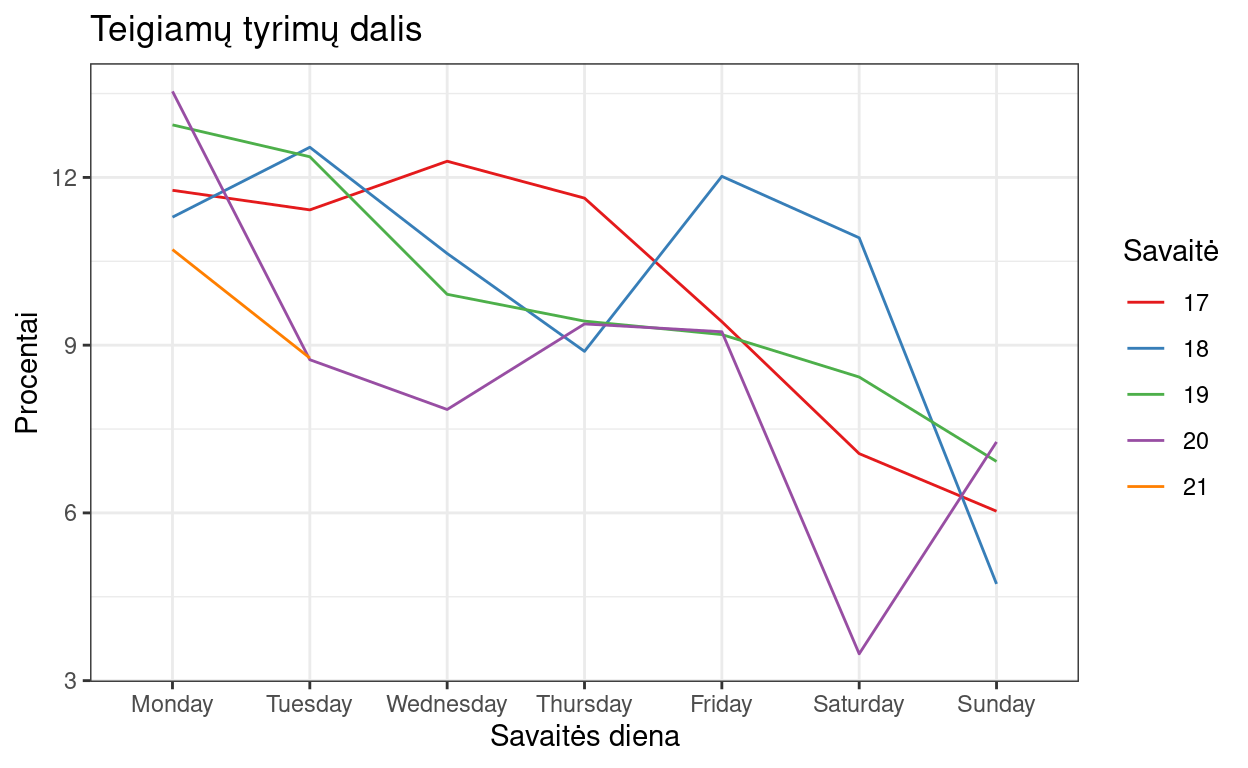 Teigiamų tyrimų dalis
Procentai
12
9
6
3
Monday Tuesday Wednesday Thursday Friday Saturday Sunday
Savaitės diena
Savaitė
17
18
19
20
21